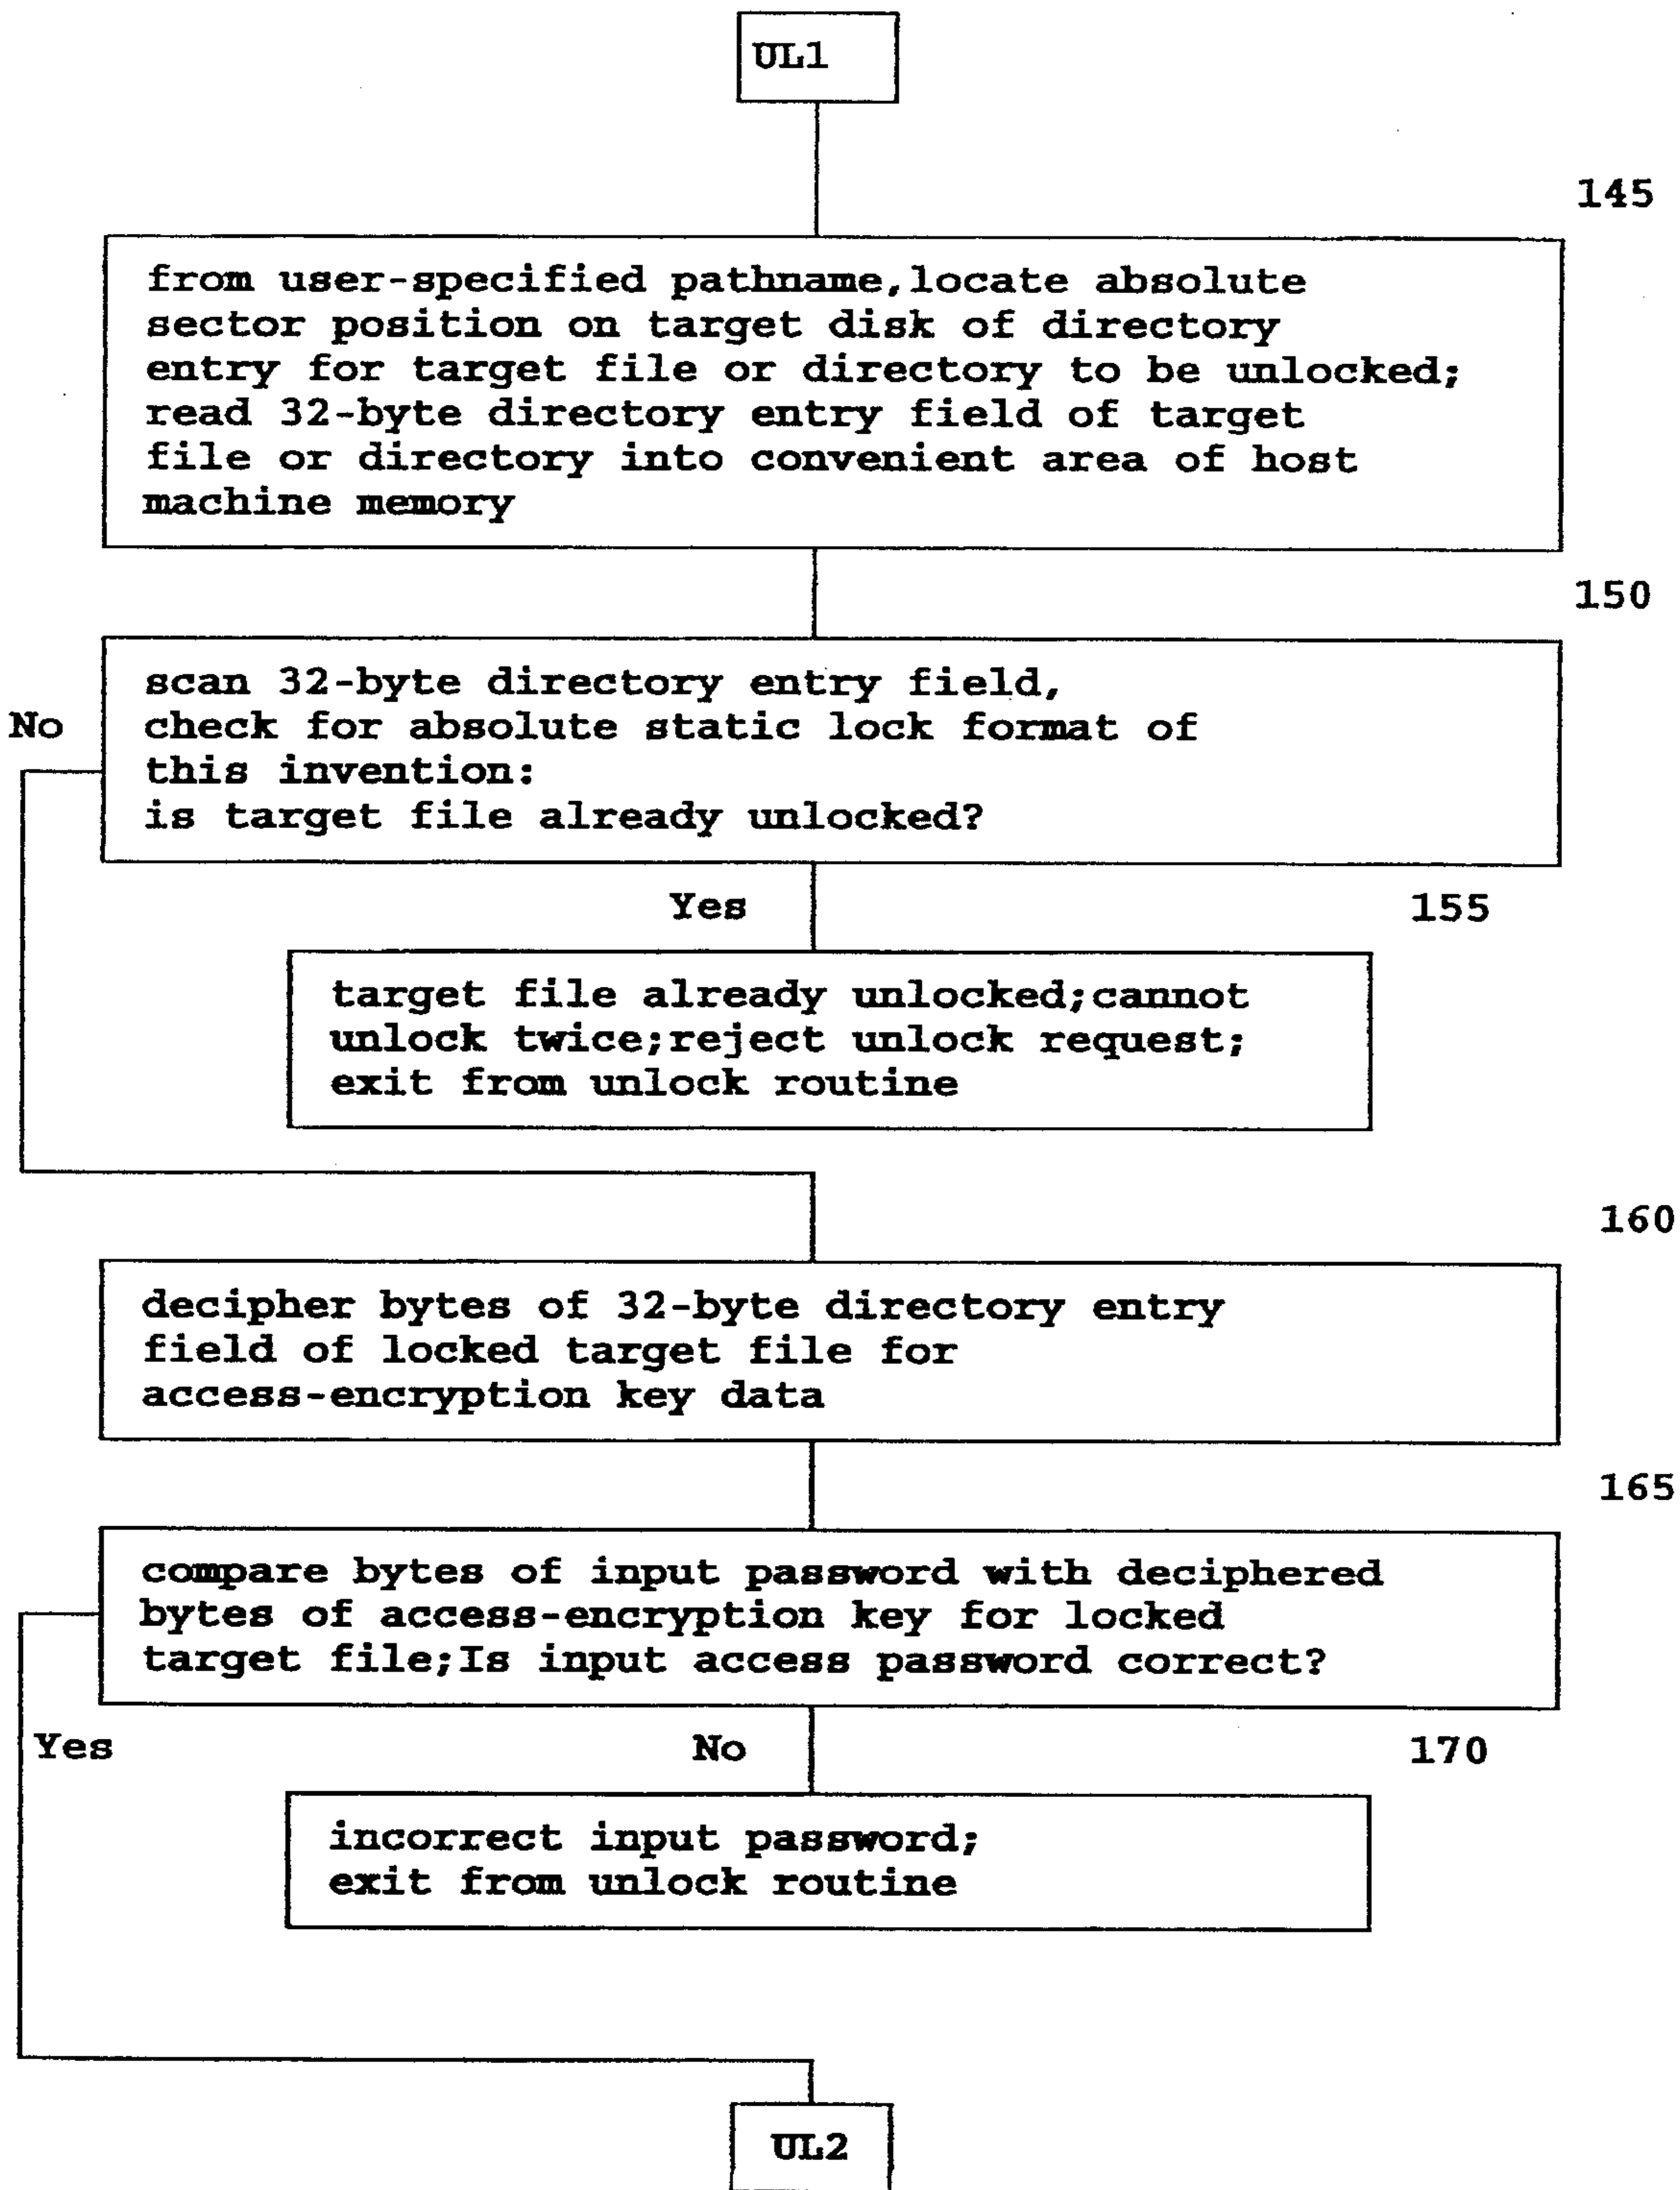 UL1
145
from user-specified pathname,locate absolute
sector position on target disk of directory
entry for target file or directory to be unlocked;
read 32-byte directory entry field of target
file or directory into convenient area of host
machine memory
150
scan 32-byte directory entry field,
No
check for absolute static lock format of
this invention:
is target file already unlocked?
Yes
155
target file already unlocked;cannot
unlock twice;reject unlock request;
exit from unlock routine
160
decipher bytes of 32-byte directory entry
field of locked target file for
access-encryption key data
165
compare bytes of input password with deciphered
bytes of access-encryption key for locked
target file;Is input access password correct?
Yes
No
170
incorrect input password;
exit from unlock routine
UL2